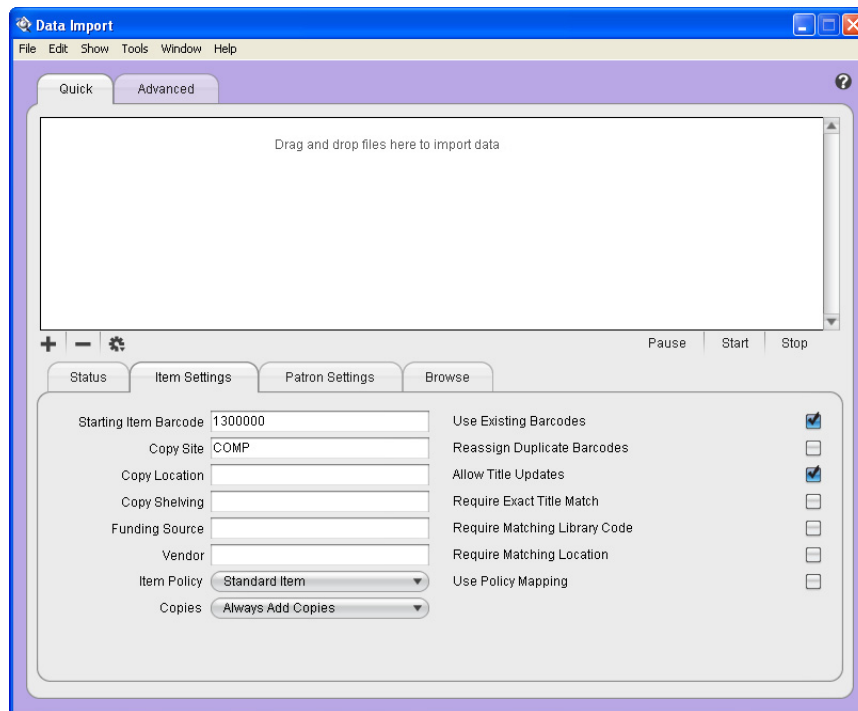 Data Import
File Edit Show Tools Window Help
Quick Advanced
Drag and drop files here to import data
Pause Start Stop
Status Item Settings Patron Settings Browse
Starting Item Barcode 1300000 Use Existing Barcodes
Copy Site COMP Reassign Duplicate Barcodes
Copy Location Allow Title Updates
Copy Shelving Require Exact Title Match
Funding Source Require Matching Library Code
Vendor Require Matching Location
Item Policy Standard Item Use Policy Mapping
Copies Always Add Copies